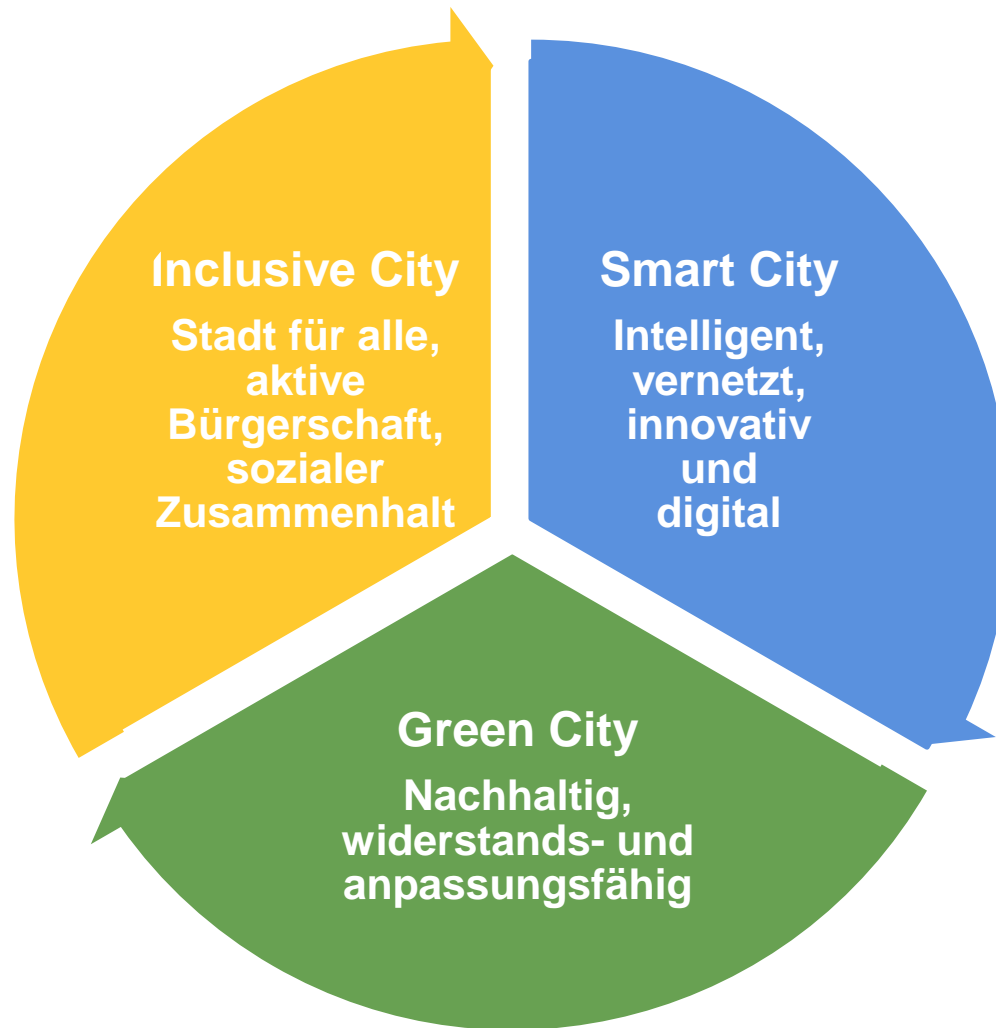 Inclusive City
Stadt für alle,
aktive
Bürgerschaft,
sozialer
Zusammenhalt
Smart City
Intelligent,
vernetzt,
innovativ
und
digital
Green City
Nachhaltig,
widerstands- und
anpassungsfähig